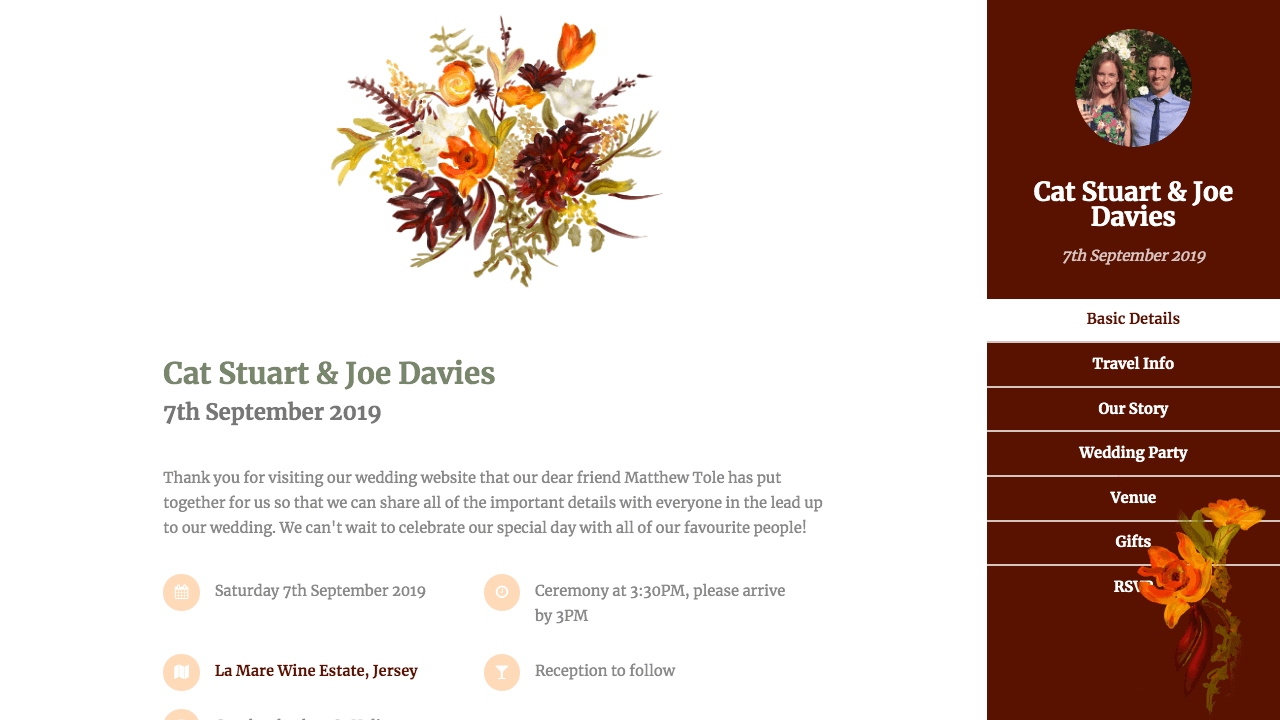 Cat Stuart & Joe Davies
7th September 2019
Thank you for visiting our wedding website that our dear friend Matthew Tole has put
together for us so that we can share all of the important details with everyone in the lead up
to our wedding. We can't wait to celebrate our special day with all of our favourite people!
Saturday 7th September 2019
Ceremony at 3:30PM, please arrive
by 3PM
La Mare Wine Estate, Jersey
Reception to follow
Cat Stuart & Joe
Davies
7th September 2019
Basic Details
Travel Info
Our Story
Wedding Party
Venue
Gifts
RSVP